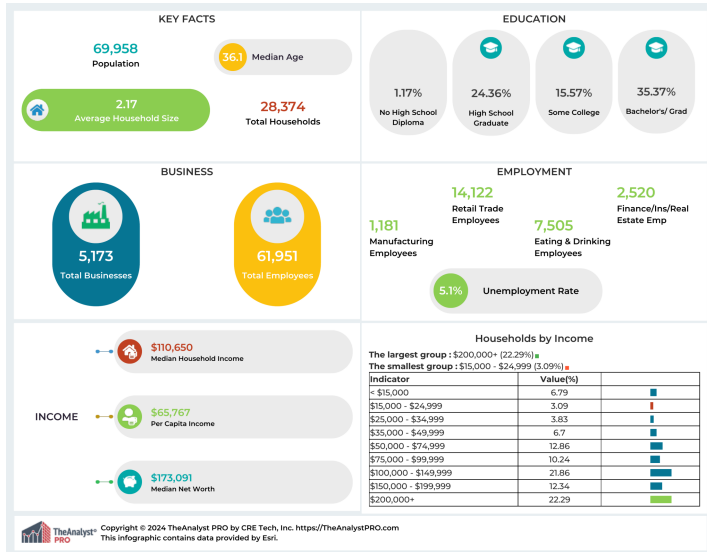 KEY FACTS
69,958
Population
36.1
Median Age
2.17
Average Household Size
28,374
Total Households
EDUCATION
1.17%
No High School
Diploma
24.36%
High School
Graduate
15.57%
Some College
35.37%
Bachelor's/ Grad
BUSINESS
5,173
Total Businesses
61,951
Total Employees
EMPLOYMENT
14,122
Retail Trade
Employees
2,520
Finance/Ins/Real
Estate Emp
1,181
Manufacturing
Employees
7,505
Eating & Drinking
Employees
5.1%
Unemployment Rate
INCOME
$110,650
Median Household Income
$65,767
Per Capita Income
$173,091
Median Net Worth
Households by Income
The largest group : $200,000+ (22.29%)
The smallest group : $15,000 - $24,999 (3.09%)
Indicator Value(%)
< $15,000 6.79
$15,000 - $24,999 3.09
$25,000 - $34,999 3.83
$35,000 - $49,999 6.7
$50,000 - $74,999 12.86
$75,000 - $99,999 10.24
$100,000 - $149,999 21.86
$150,000 - $199,999 12.34
$200,000+ 22.29
TheAnalyst®
PRO
Copyright © 2024 TheAnalyst PRO by CRE Tech, Inc. https://TheAnalystPRO.com
This infographic contains data provided by Esri.